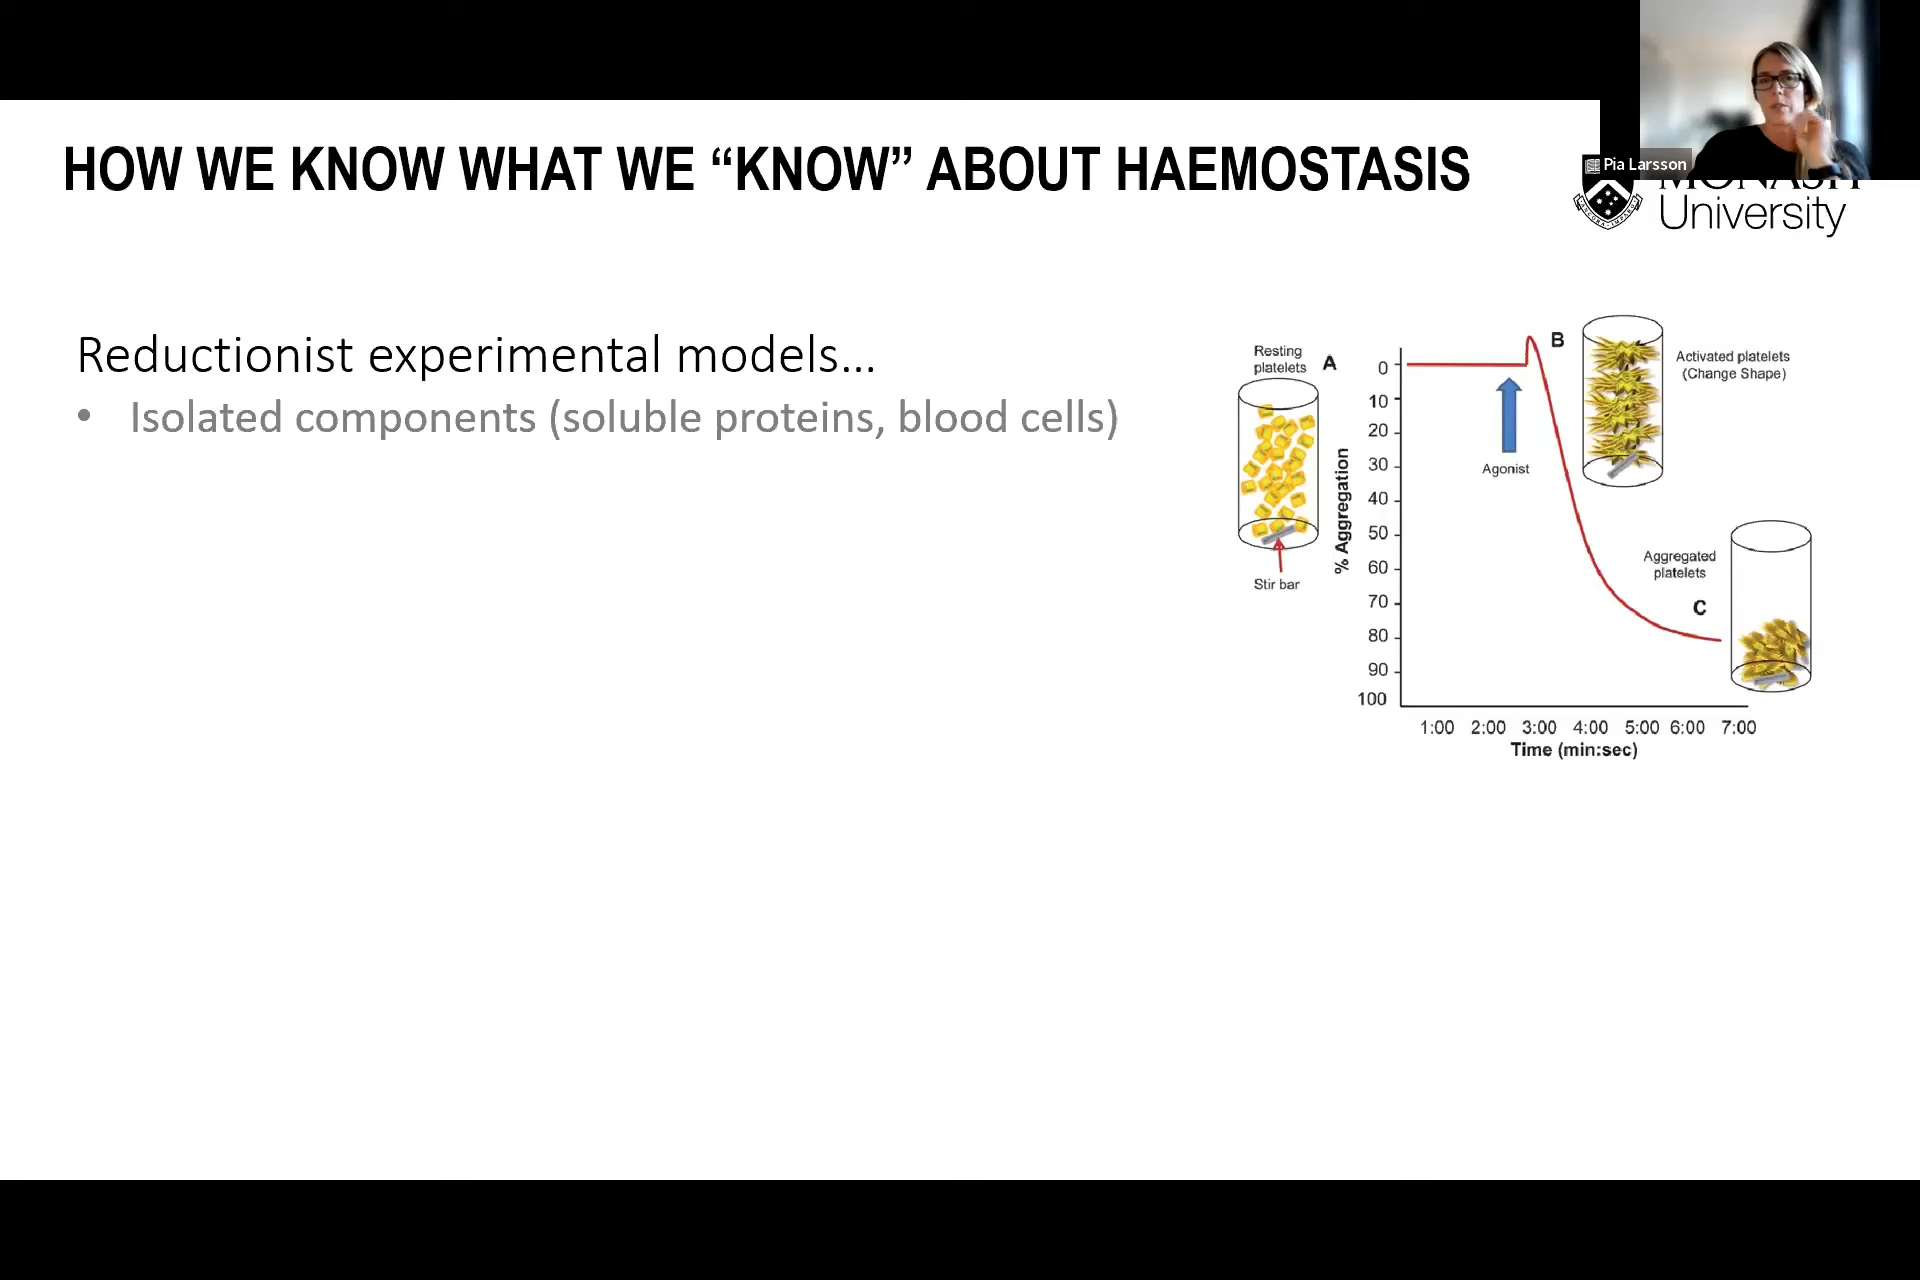 Pia Larsson
HOW WE KNOW WHAT WE “KNOW” ABOUT HAEMOSTASIS
University
Reductionist experimental models...
• Isolated components (soluble proteins, blood cells)
Resting
platelets
A
Stir bar
% Aggregation
0
10
20
30
40
50
60
70
80
90
100
Agonist
B
Activated platelets
(Change Shape)
Aggregated
platelets
C
1:00 2:00 3:00 4:00 5:00 6:00 7:00
Time (min:sec)